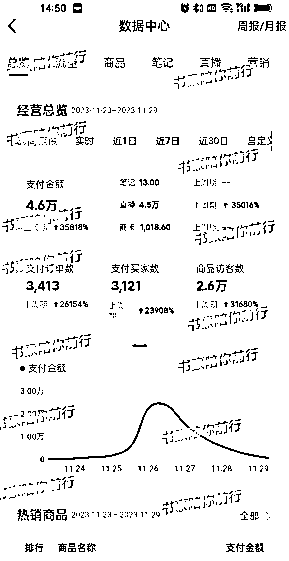 14:50
数据中心 周报/月报
总览 流量 商品 笔记 直播 营销
经营总览 2023-11-23~2023-11-29
实时 近1日 近7日 近30日 自定义
支付金额 笔记 13.00 上周期 --
4.6万 直播 4.5万 上周期 ↑35016%
上周期 ↑35818% 商卡 1,018.60 上周期
支付订单数 支付买家数 商品访客数
3,413 3,121 2.6万
上周期 ↑26154% 上周期 ↑23908% 上周期 ↑31680%
支付金额
3.00万
2.00万
1.00万
0
11-24 11-25 11-26 11-27 11-28 11-29
热销商品 2023-11-23~2023-11-29 全部
排行 商品名称 支付金额